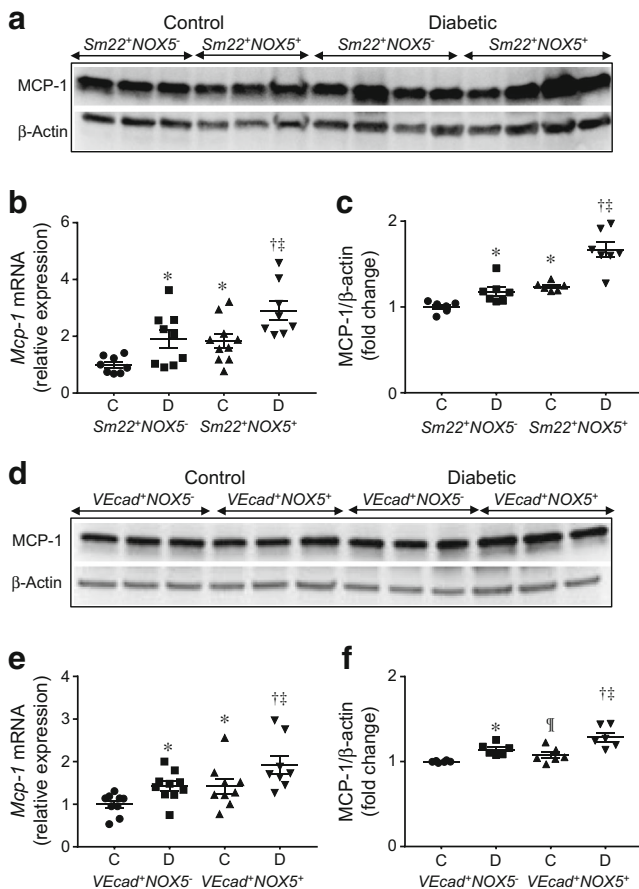 a
Control Diabetic
Sm22⁺NOX5⁻ Sm22⁺NOX5⁺ Sm22⁺NOX5⁻ Sm22⁺NOX5⁺
MCP-1
β-Actin
b
Mcp-1 mRNA
(relative expression)
6
4
2
0
*
*
†‡
C D C D
Sm22⁺NOX5⁻ Sm22⁺NOX5⁺
c
MCP-1/β-actin
(fold change)
2
1
0
*
*
†‡
C D C D
Sm22⁺NOX5⁻ Sm22⁺NOX5⁺
d
Control Diabetic
VEcad⁺NOX5⁻ VEcad⁺NOX5⁺ VEcad⁺NOX5⁻ VEcad⁺NOX5⁺
MCP-1
β-Actin
e
Mcp-1 mRNA
(relative expression)
4
3
2
1
0
*
*
†‡
C D C D
VEcad⁺NOX5⁻ VEcad⁺NOX5⁺
f
MCP-1/β-actin
(fold change)
2
1
0
*
¶
†‡
C D C D
VEcad⁺NOX5⁻ VEcad⁺NOX5⁺